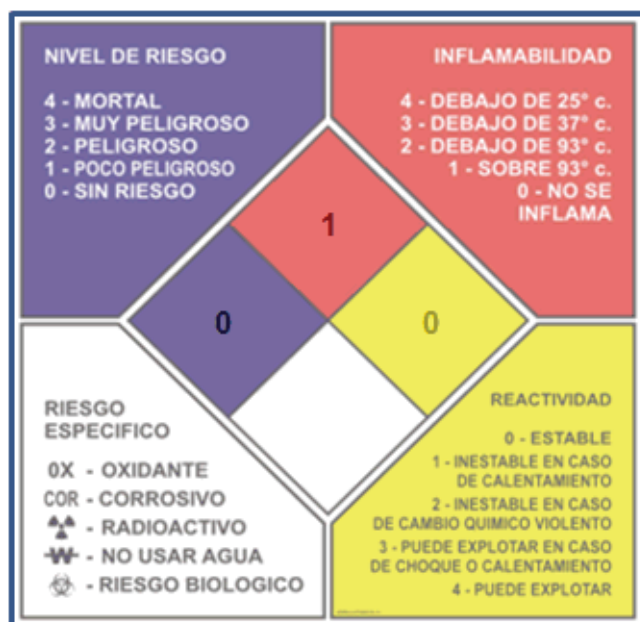 NIVEL DE RIESGO
4 - MORTAL
3 - MUY PELIGROSO
2 - PELIGROSO
1 - POCO PELIGROSO
0 - SIN RIESGO
INFLAMABILIDAD
4 - DEBAJO DE 25° c.
3 - DEBAJO DE 37° c.
2 - DEBAJO DE 93° c.
1 - SOBRE 93° c.
0 - NO SE
INFLAMA
1
0
0
RIESGO
ESPECIFICO
0X - OXIDANTE
COR - CORROSIVO
- RADIOACTIVO
W - NO USAR AGUA
- RIESGO BIOLOGICO
REACTIVIDAD
0 - ESTABLE
1 - INESTABLE EN CASO
DE CALENTAMIENTO
2 - INESTABLE EN CASO
DE CAMBIO QUIMICO VIOLENTO
3 - PUEDE EXPLOTAR EN CASO
DE CHOQUE O CALENTAMIENTO
4 - PUEDE EXPLOTAR